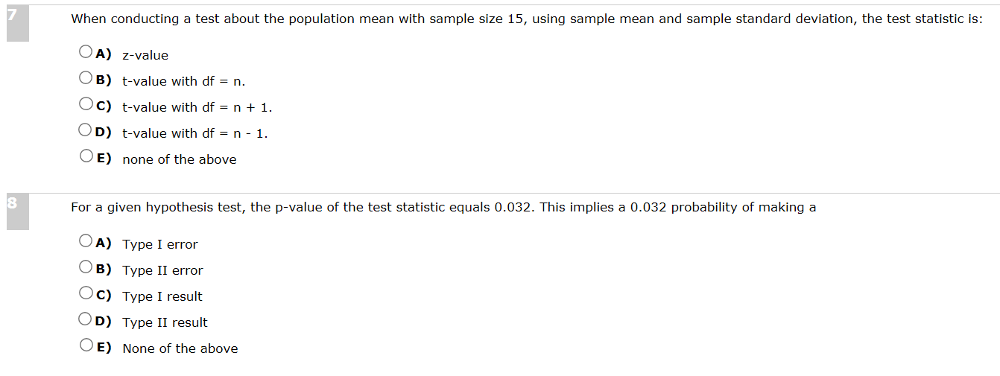 7
When conducting a test about the population mean with sample size 15, using sample mean and sample standard deviation, the test statistic is:
A) z-value
B) t-value with df = n.
C) t-value with df = n + 1.
D) t-value with df = n - 1.
E) none of the above
8
For a given hypothesis test, the p-value of the test statistic equals 0.032. This implies a 0.032 probability of making a
A) Type I error
B) Type II error
C) Type I result
D) Type II result
E) None of the above